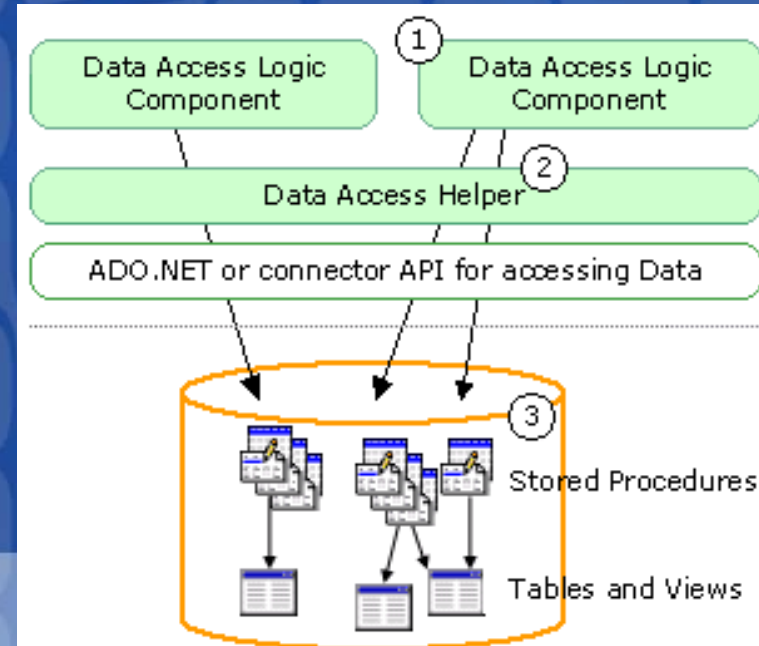 1
Data Access Logic
Component
Data Access Logic
Component
2
Data Access Helper
ADO.NET or connector API for accessing Data
3
Stored Procedures
Tables and Views